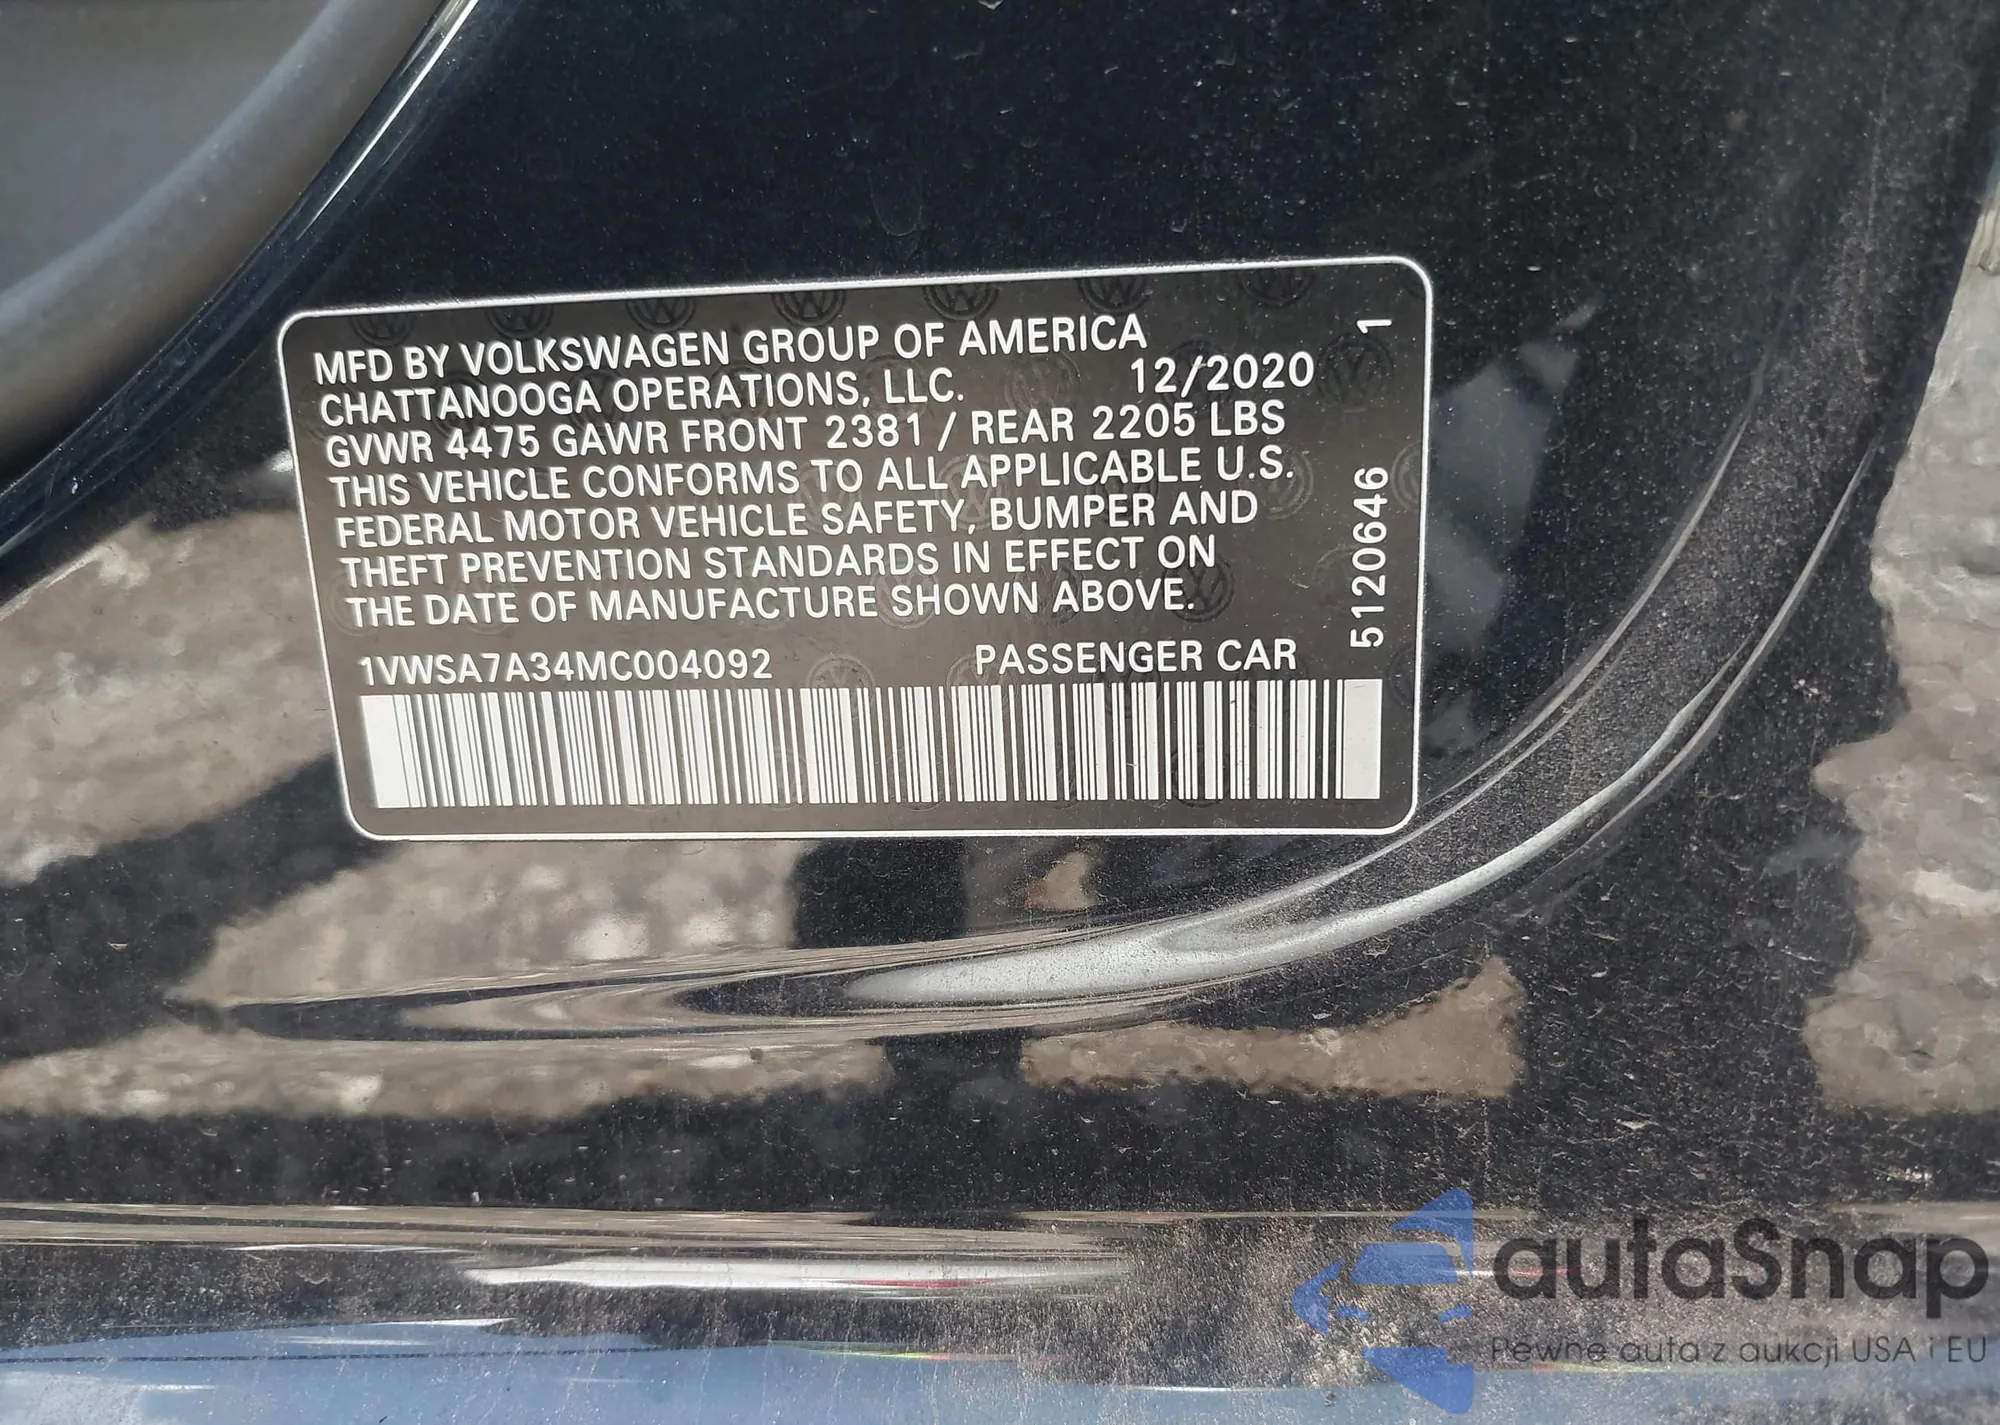 MFD BY VOLKSWAGEN GROUP OF AMERICA
CHATTANOOGA OPERATIONS, LLC. 12/2020
GVWR 4475 GAWR FRONT 2381 / REAR 2205 LBS
THIS VEHICLE CONFORMS TO ALL APPLICABLE U.S.
FEDERAL MOTOR VEHICLE SAFETY, BUMPER AND
THEFT PREVENTION STANDARDS IN EFFECT ON
THE DATE OF MANUFACTURE SHOWN ABOVE.
1VWSA7A34MC004092 PASSENGER CAR
5120646 1
autaSnap
Pewne auta z aukcji USA i EU